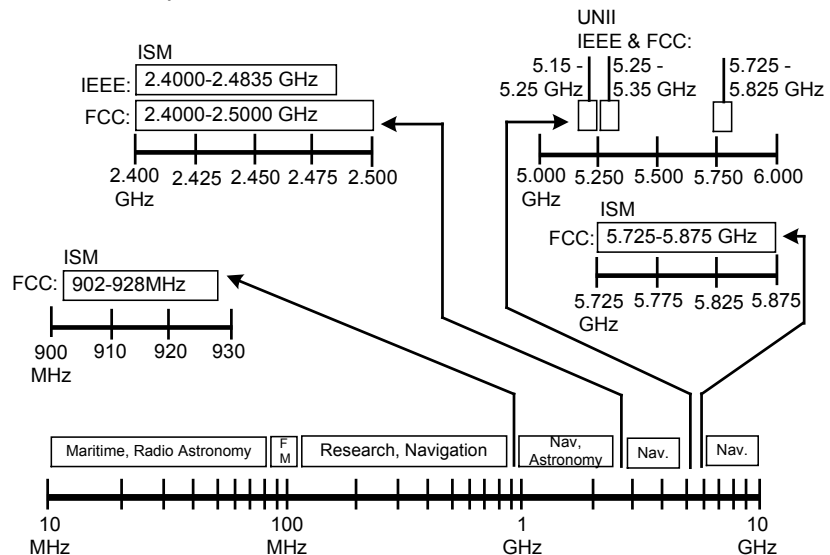 ISM
IEEE: 2.4000-2.4835 GHz
FCC: 2.4000-2.5000 GHz
2.400 2.425 2.450 2.475 2.500
GHz
UNII
IEEE & FCC:
5.15 - 5.25 - 5.725 -
5.25 GHz 5.35 GHz 5.825 GHz
5.000 5.250 5.500 5.750 6.000
GHz
ISM
FCC: 5.725-5.875 GHz
5.725 5.775 5.825 5.875
GHz
ISM
FCC: 902-928MHz
900 910 920 930
MHz
Maritime, Radio Astronomy
F
M
Research, Navigation
Nav,
Astronomy
Nav.
Nav.
10 100 1 10
MHz MHz GHz GHz